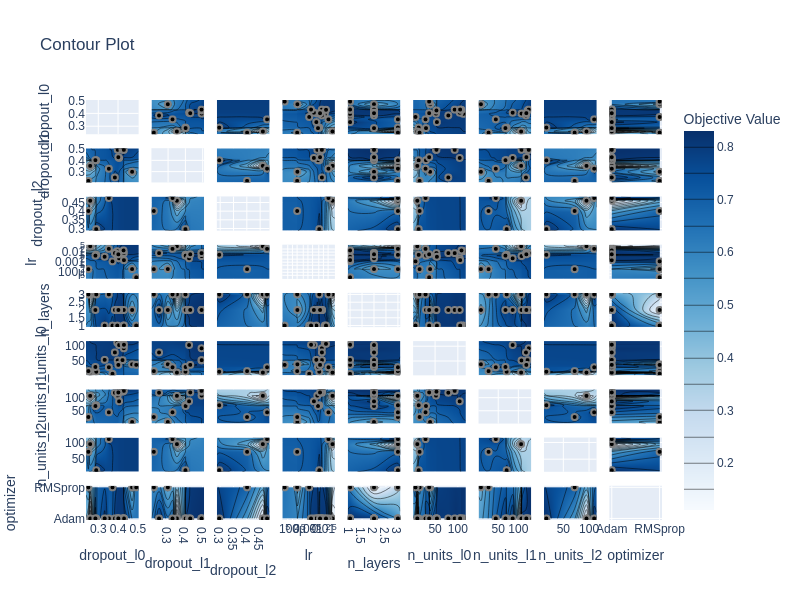 Contour Plot
Objective Value
0.8
0.7
0.6
0.5
0.4
0.3
0.2
dropout_l0
0.5
0.4
0.3
dropout_l1
0.5
0.4
0.3
dropout_l2
0.45
0.4
0.35
0.3
lr
0.01
0.001
n_layers
3
2.5
1.5
1
n_units_l0
100
50
n_units_l1
100
50
n_units_l2
100
50
optimizer
RMSprop
Adam
0.3 0.4 0.5
0.3 0.4 0.5
0.3 0.35 0.4 0.45
1 1.5 2 2.5 3
50 100
50 100
50 100
Adam RMSprop
dropout_l0
dropout_l1
dropout_l2
lr
n_layers
n_units_l0
n_units_l1
n_units_l2
optimizer